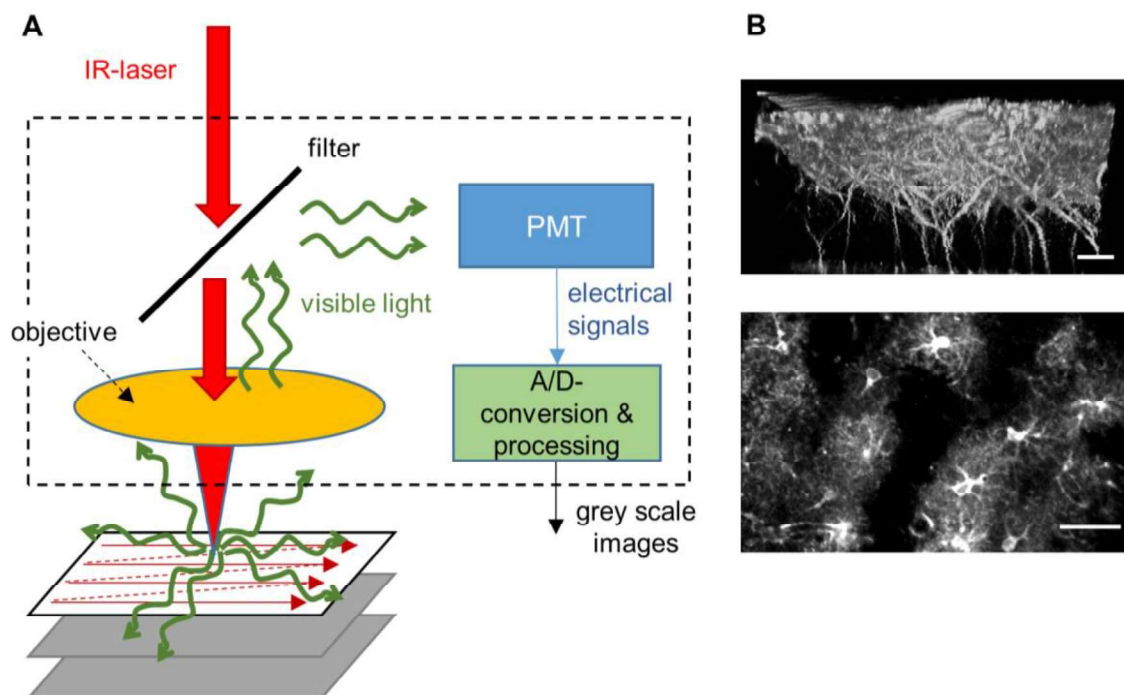 A
B
IR-laser
filter
PMT
visible light
electrical
signals
objective
A/D-
conversion &
processing
grey scale
images